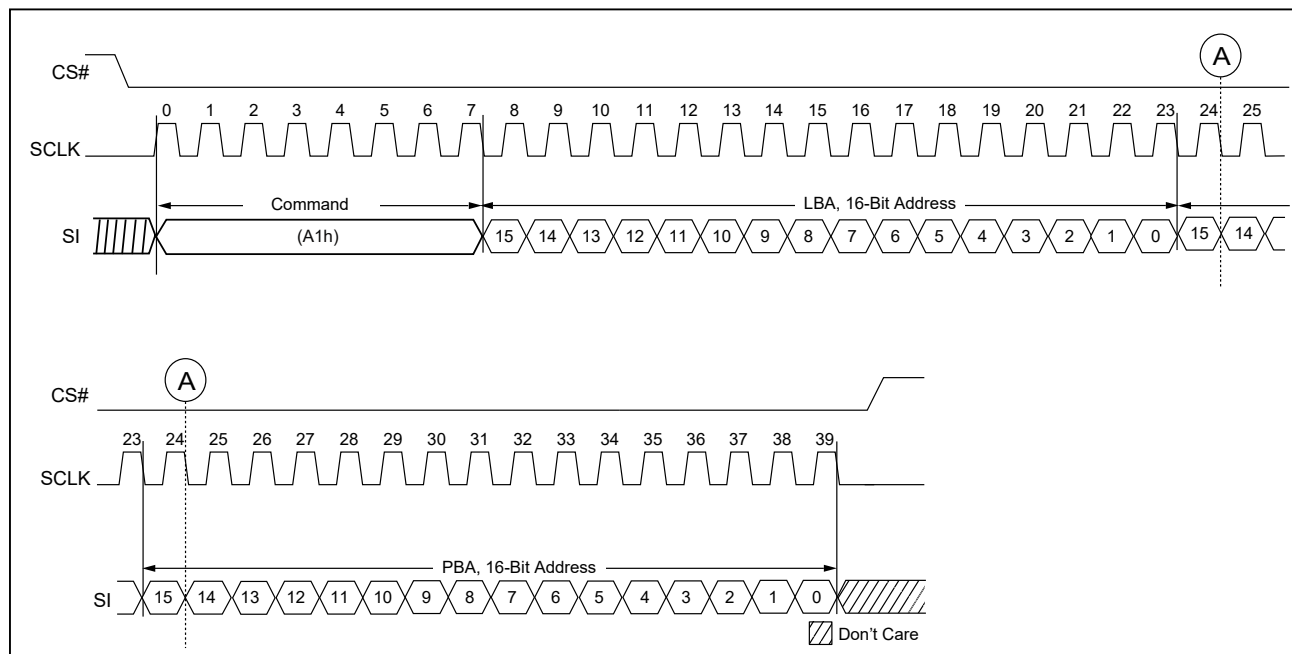 A
CS#
0 1 2 3 4 5 6 7 8 9 10 11 12 13 14 15 16 17 18 19 20 21 22 23 24 25
SCLK
Command LBA, 16-Bit Address
SI (A1h) 15 14 13 12 11 10 9 8 7 6 5 4 3 2 1 0 15 14
A
CS#
23 24 25 26 27 28 29 30 31 32 33 34 35 36 37 38 39
SCLK
PBA, 16-Bit Address
SI 15 14 13 12 11 10 9 8 7 6 5 4 3 2 1 0
Don't Care